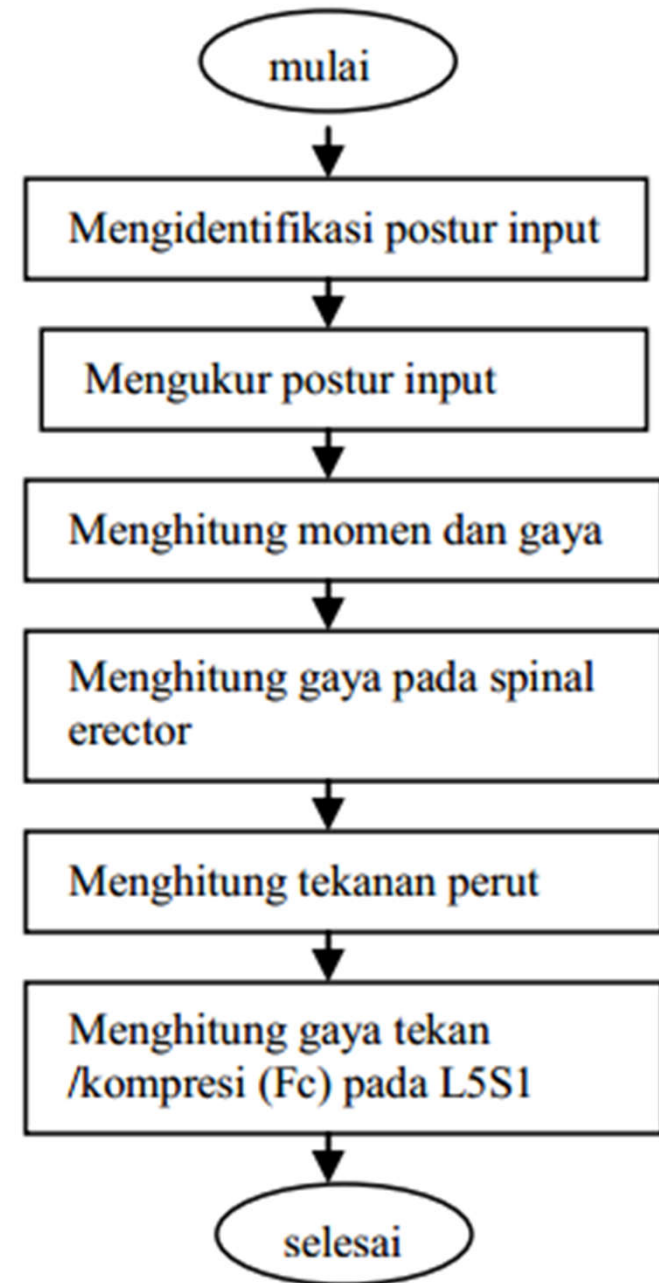 mulai
Mengidentifikasi postur input
Mengukur postur input
Menghitung momen dan gaya
Menghitung gaya pada spinal
erector
Menghitung tekanan perut
Menghitung gaya tekan
/kompresi (Fc) pada L5S1
selesai